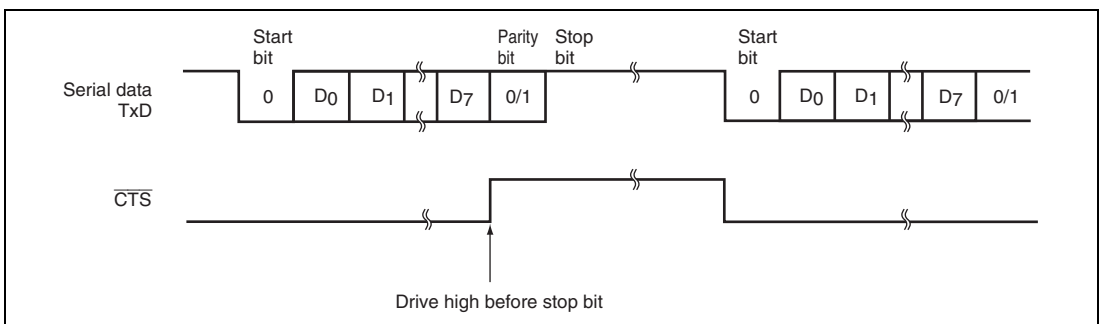 Start bit
Parity bit
Stop bit
Start bit
Serial data TxD
0 D0 D1 D7 0/1 0 D0 D1 D7 0/1
CTS
Drive high before stop bit